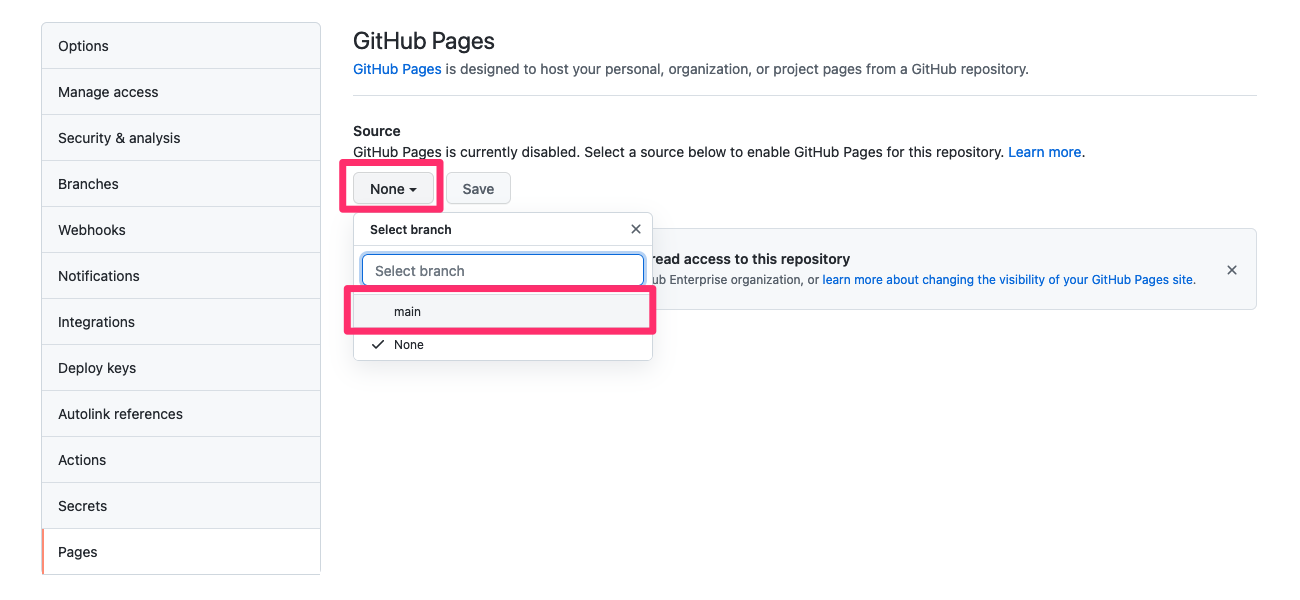 Options
Manage access
Security & analysis
Branches
Webhooks
Notifications
Integrations
Deploy keys
Autolink references
Actions
Secrets
Pages
GitHub Pages
GitHub Pages is designed to host your personal, organization, or project pages from a GitHub repository.
Source
GitHub Pages is currently disabled. Select a source below to enable GitHub Pages for this repository. Learn more.
None
Save
Select branch
Select branch
main
None
read access to this repository
Enterprise organization, or learn more about changing the visibility of your GitHub Pages site.